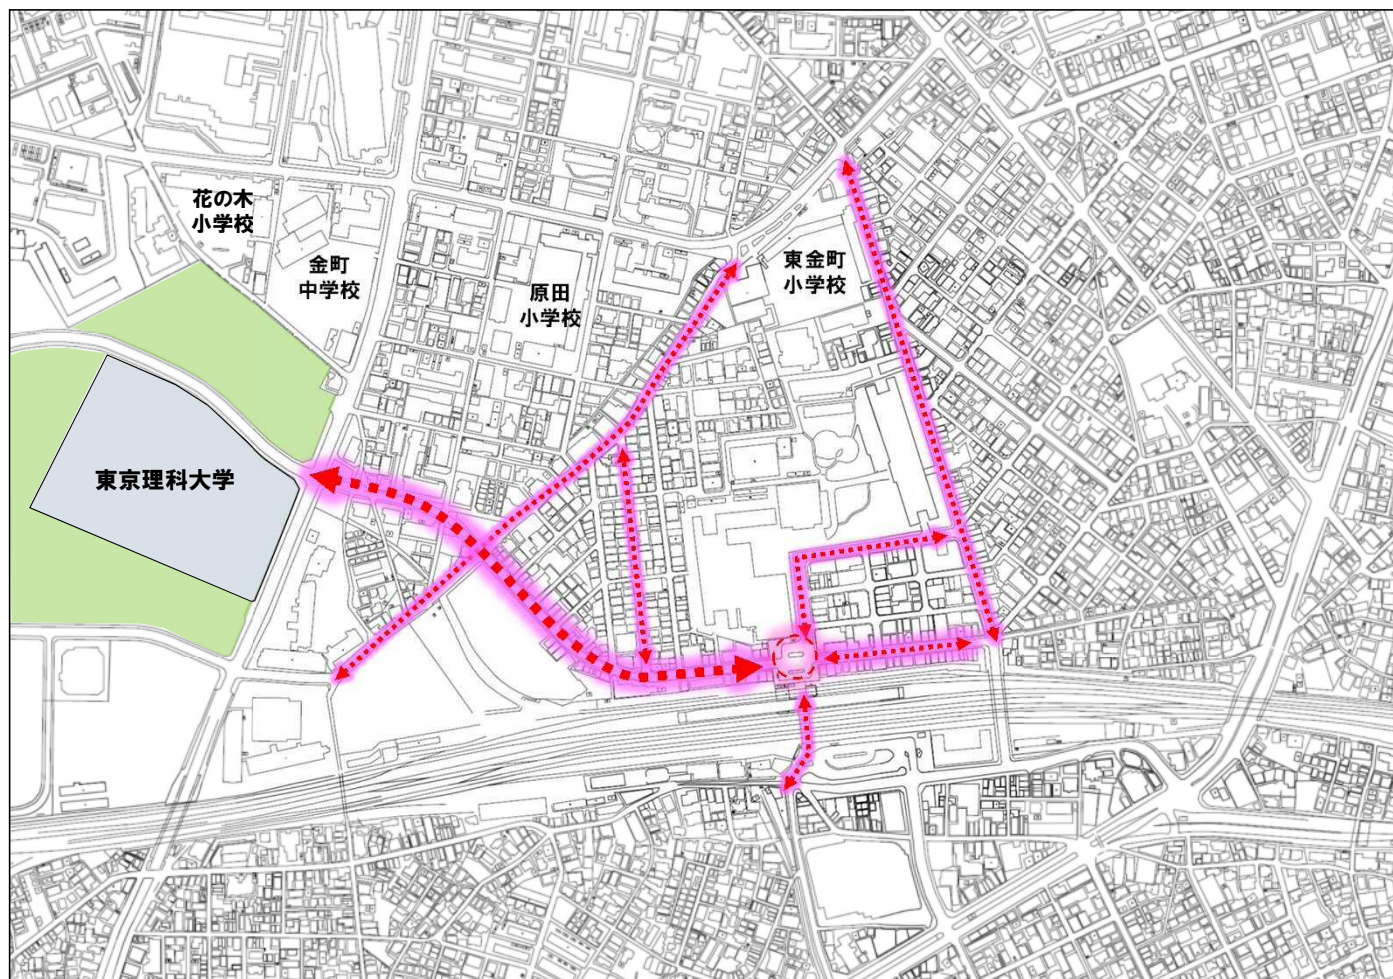 花の木
小学校
金町
中学校
原田
小学校
東金町
小学校
東京理科大学